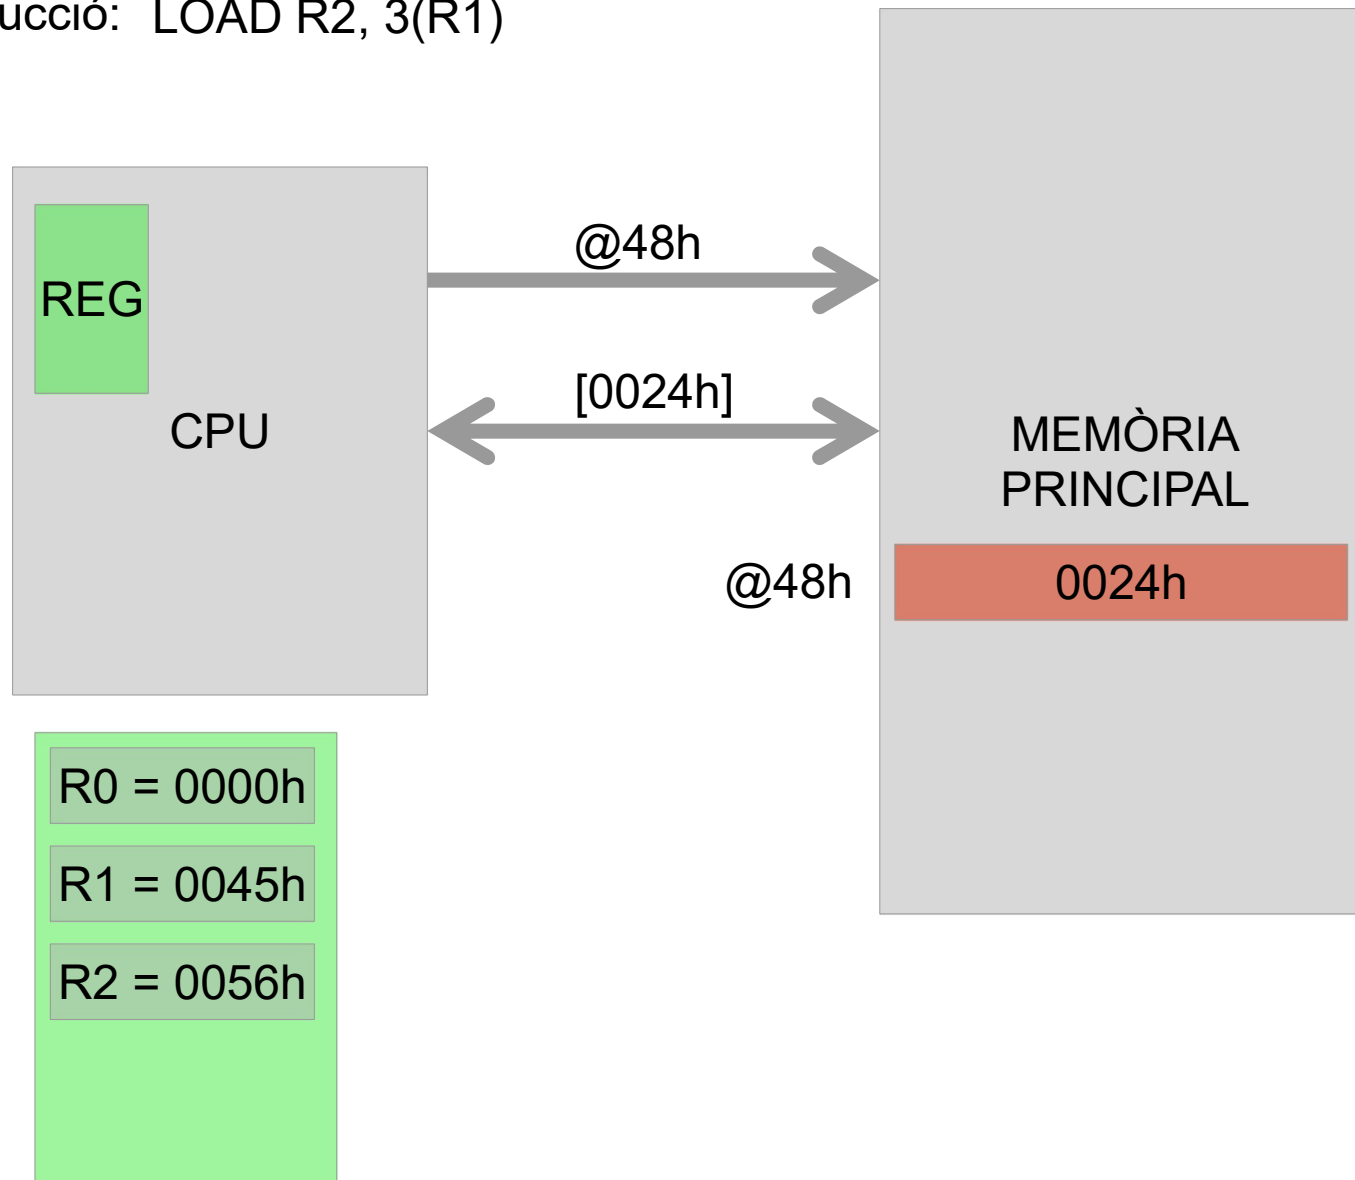 ucció: LOAD R2, 3(R1)
@48h
REG
[0024h]
CPU
MEMÒRIA
PRINCIPAL
@48h
0024h
R0 = 0000h
R1 = 0045h
R2 = 0056h